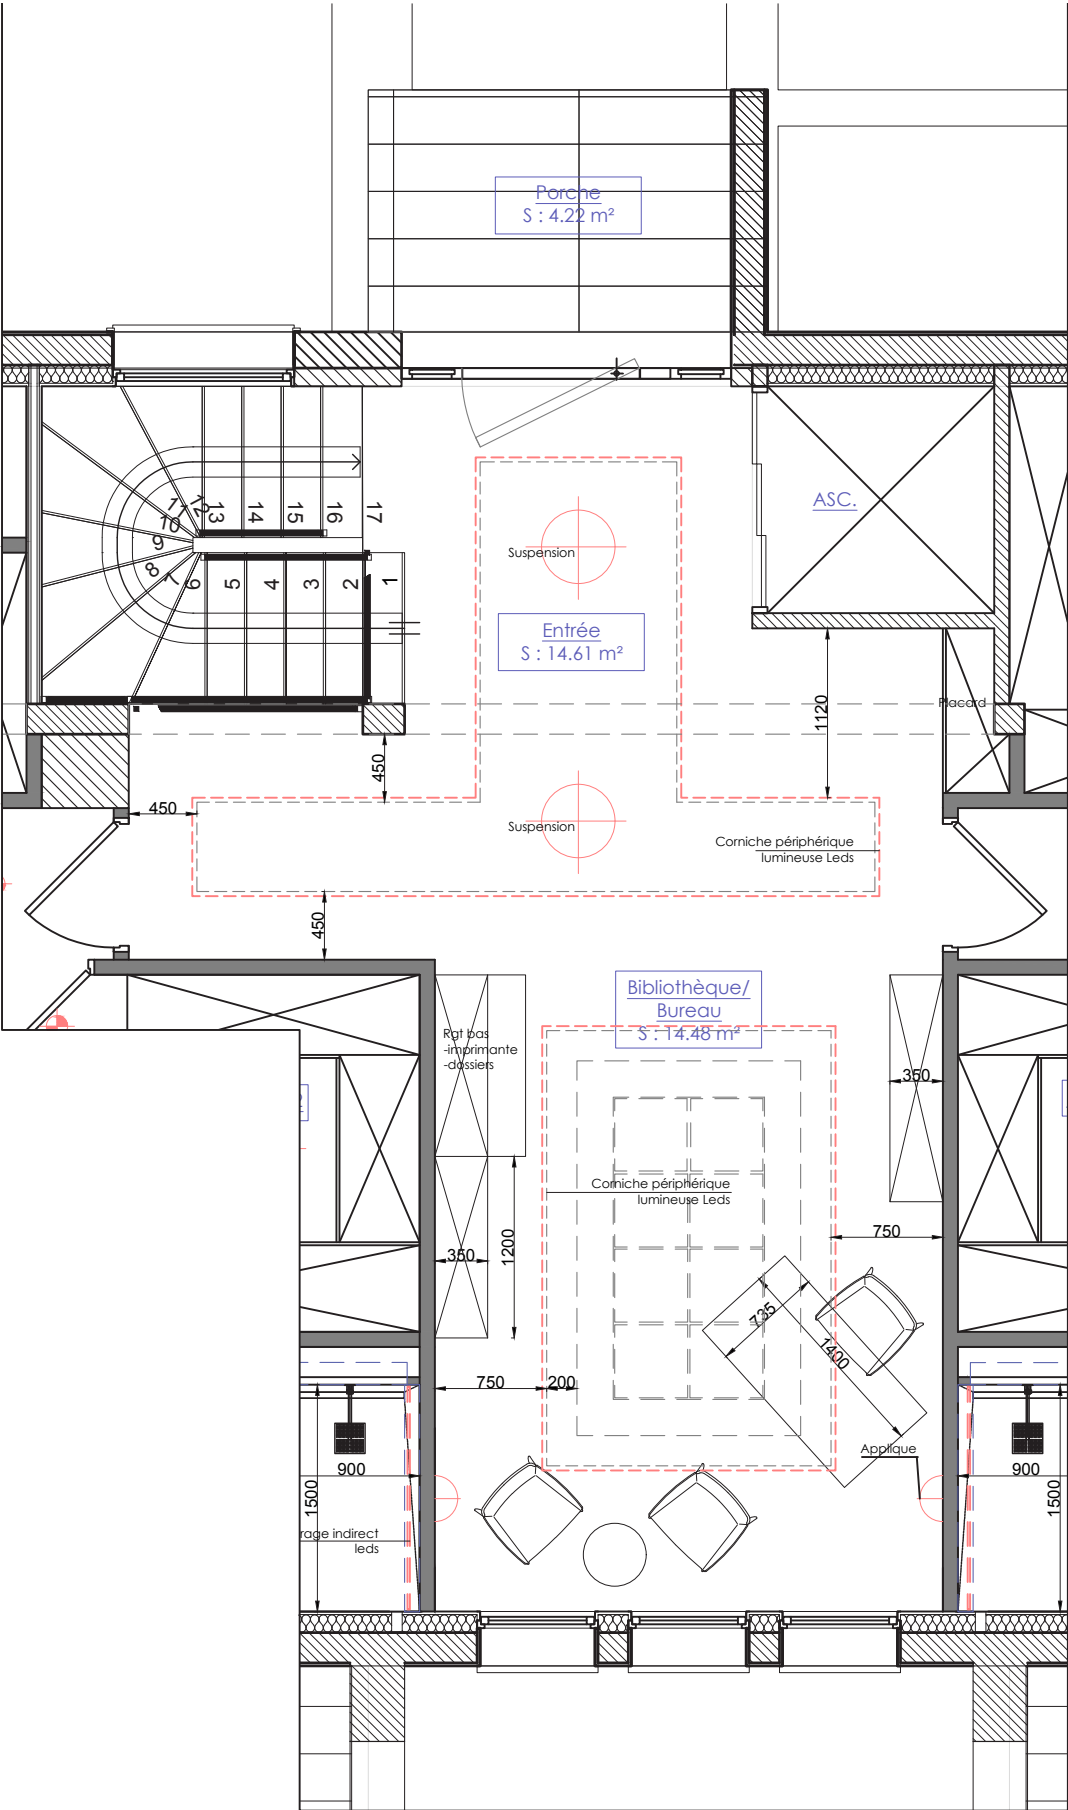 Porche
S : 4.22 m²
ASC.
17
16
15
14
13
12
11
10
9
8
7
6
5
4
3
2
1
Suspension
Entrée
S : 14.61 m²
Placard
1120
450
450
Suspension
Corniche périphérique
lumineuse Leds
450
Bibliothèque/
Bureau
S : 14.48 m²
Rgt bas
-imprimante
-dossiers
350
Corniche périphérique
lumineuse Leds
350
1200
750
735
1400
750
200
Applique
900
1500
rage indirect
leds
900
1500